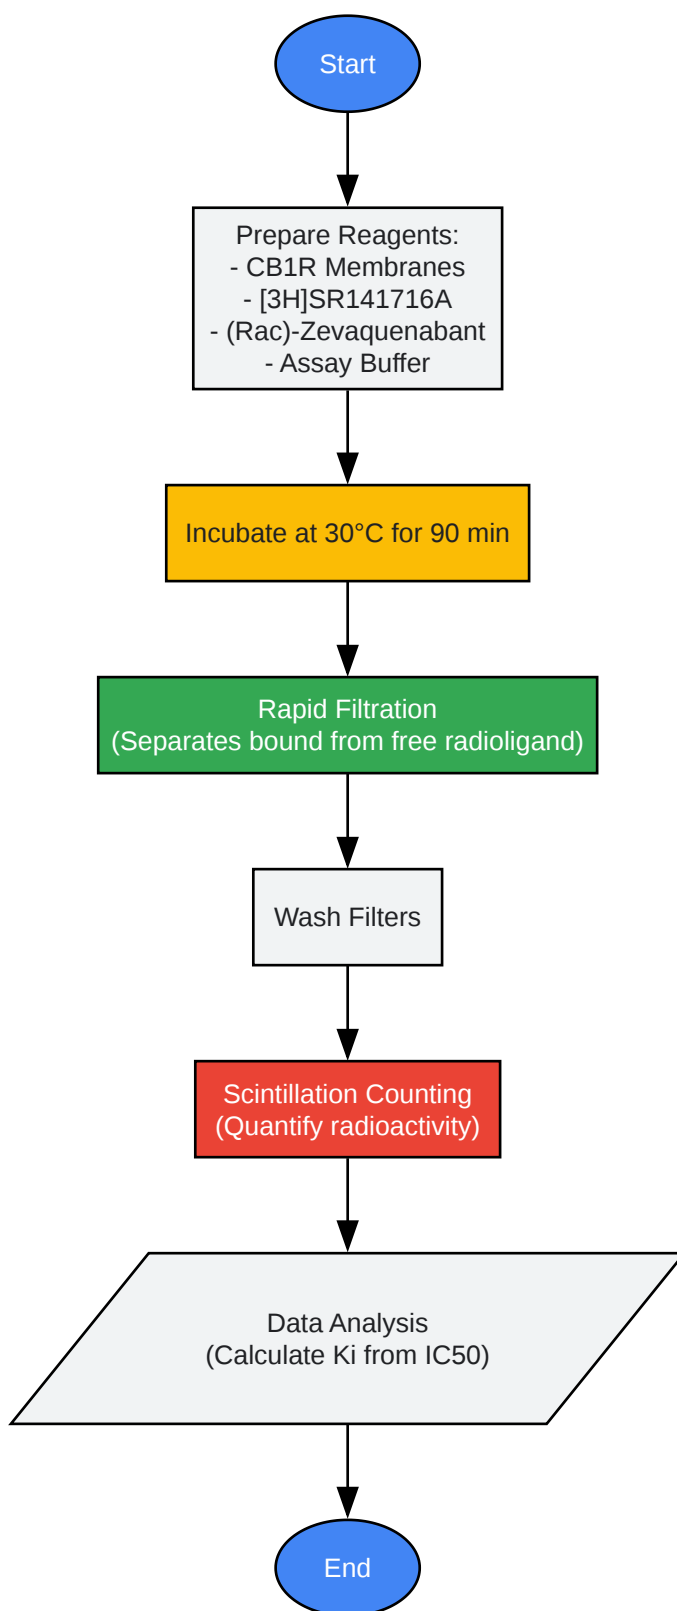 Start
Prepare Reagents:
- CB1R Membranes
- [3H]SR141716A
- (Rac)-Zevaquenabant
- Assay Buffer
Incubate at 30°C for 90 min
Rapid Filtration
(Separates bound from free radioligand)
Wash Filters
Scintillation Counting
(Quantify radioactivity)
Data Analysis
(Calculate Ki from IC50)
End